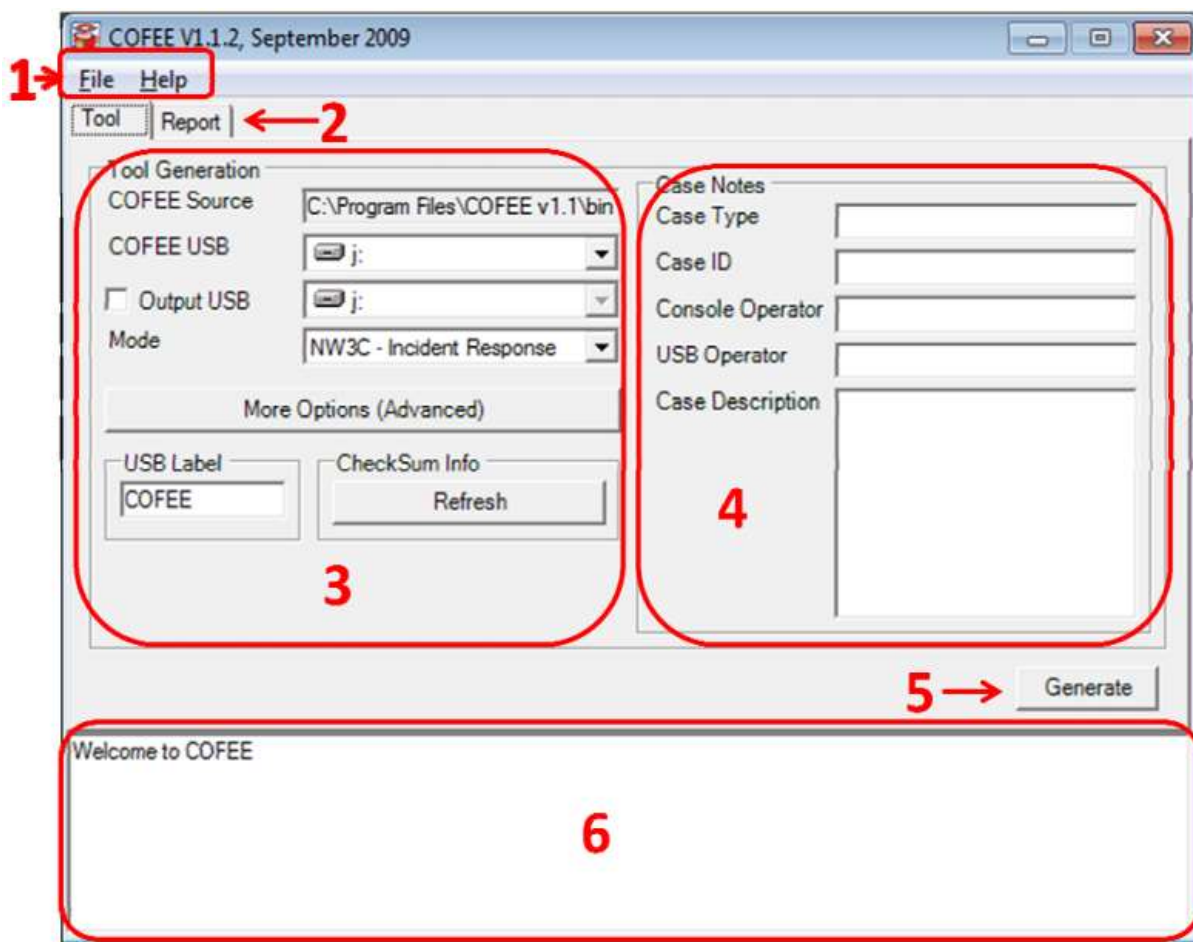 COFEE V1.1.2, September 2009
1
File Help
Tool Report
2
Tool Generation
COFEE Source C:\Program Files\COFEE v1.1\bin
COFEE USB j:
Output USB j:
Mode NW3C - Incident Response
More Options (Advanced)
USB Label
COFEE
CheckSum Info
Refresh
3
Case Notes
Case Type
Case ID
Console Operator
USB Operator
Case Description
4
5
Generate
Welcome to COFEE
6